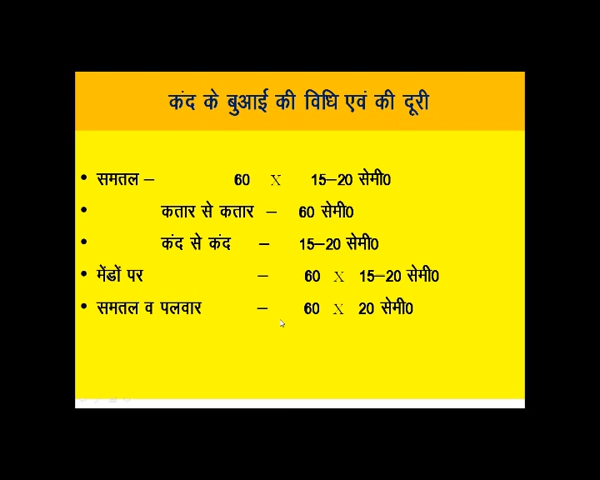 कंद के बुआई की विधि एवं की दूरी
• समतल – 60 X 15–20 सेमी0
• कतार से कतार – 60 सेमी0
• कंद से कंद – 15–20 सेमी0
• मेंडों पर – 60 X 15–20 सेमी0
• समतल व पलवार – 60 X 20 सेमी0